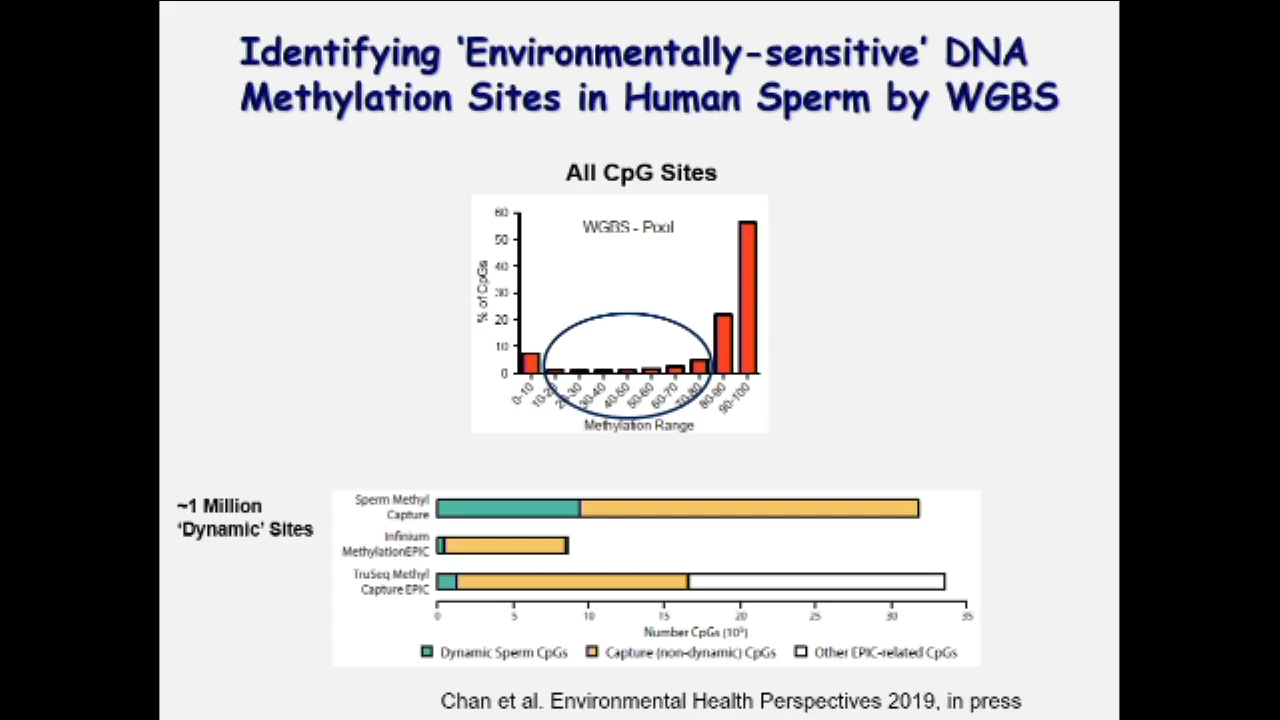 Identifying ‘Environmentally-sensitive’ DNA
Methylation Sites in Human Sperm by WGBS
All CpG Sites
WGBS - Pool
% of CpGs
60
50
40
30
20
10
0
0-10
10-20
20-30
30-40
40-50
50-60
60-70
70-80
80-90
90-100
Methylation Range
~1 Million
‘Dynamic’ Sites
Sperm Methyl
Capture
Infinium
MethylationEPIC
TruSeq Methyl
Capture EPIC
0 5 10 15 20 25 30 35
Number CpGs (10⁵)
Dynamic Sperm CpGs
Capture (non-dynamic) CpGs
Other EPIC-related CpGs
Chan et al. Environmental Health Perspectives 2019, in press